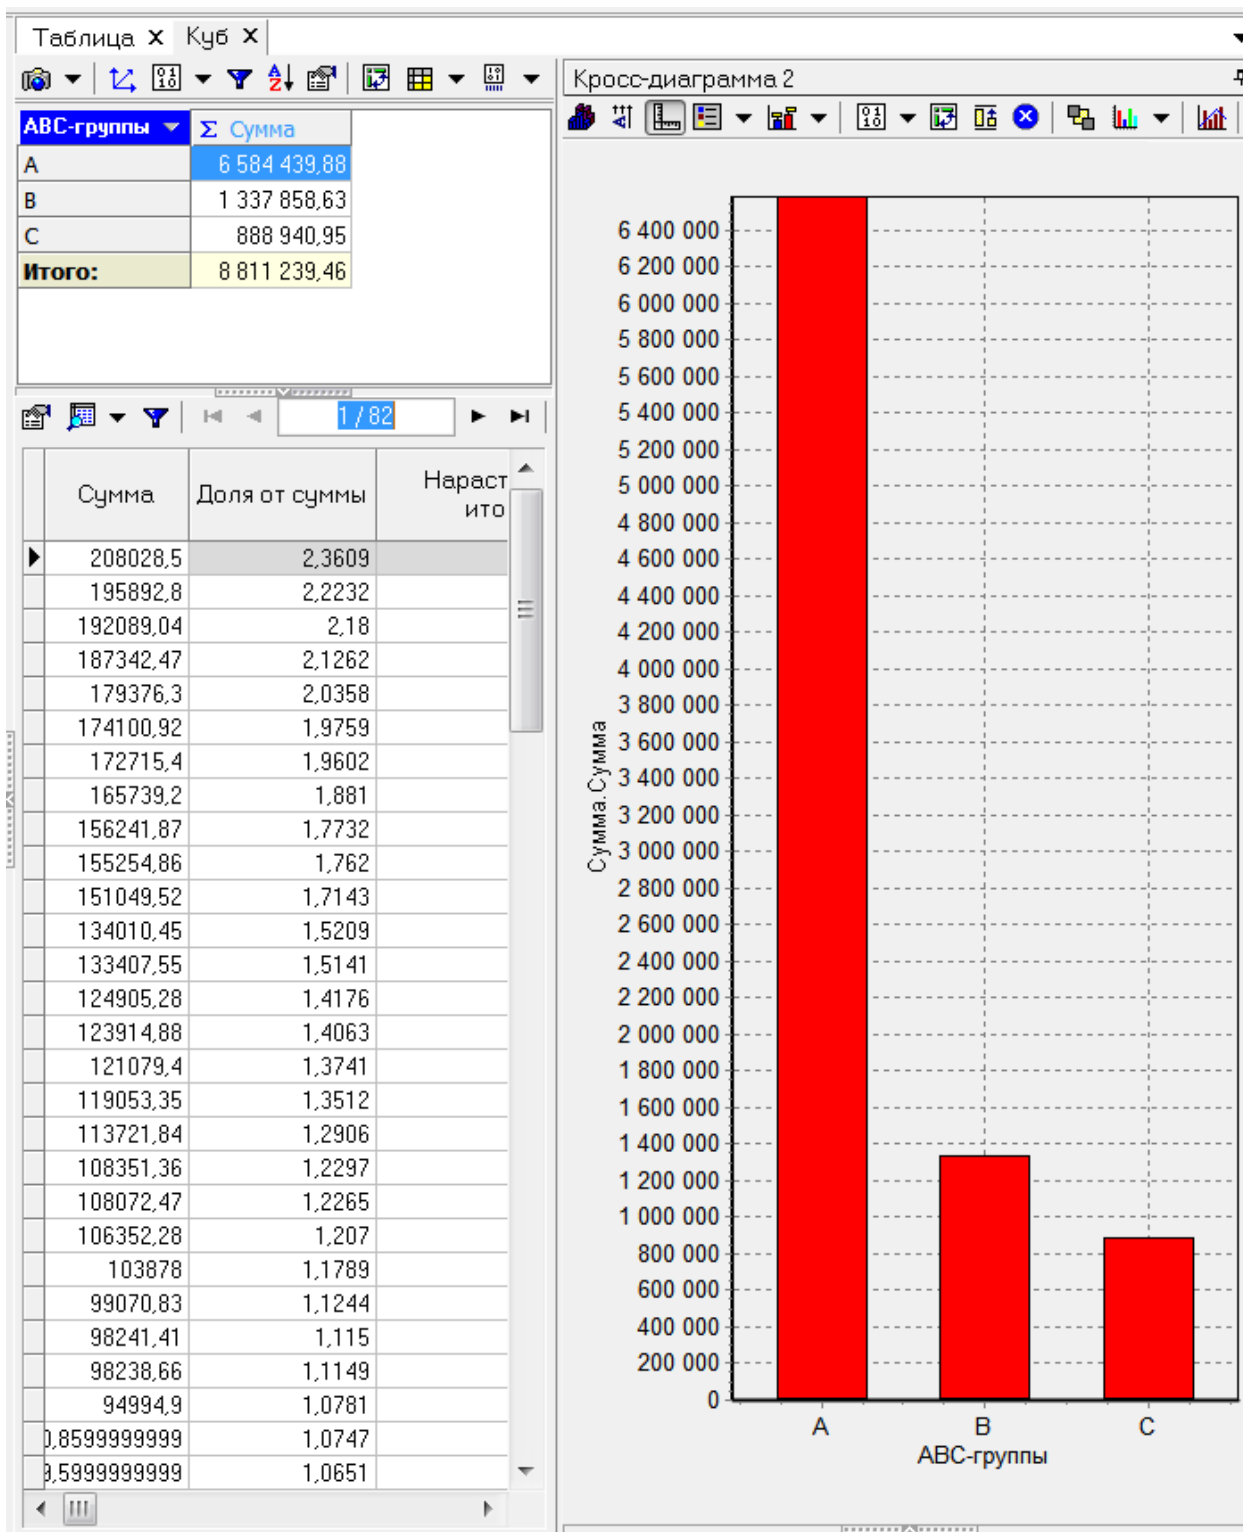 Таблица X Куб X
АВС-группы Σ Сумма
A 6 584 439,88
B 1 337 858,63
C 888 940,95
Итого: 8 811 239,46
1 / 82
Сумма Доля от суммы Нараст
ито
208028,5 2,3609
195892,8 2,2232
192089,04 2,18
187342,47 2,1262
179376,3 2,0358
174100,92 1,9759
172715,4 1,9602
165739,2 1,881
156241,87 1,7732
155254,86 1,762
151049,52 1,7143
134010,45 1,5209
133407,55 1,5141
124905,28 1,4176
123914,88 1,4063
121079,4 1,3741
119053,35 1,3512
113721,84 1,2906
108351,36 1,2297
108072,47 1,2265
106352,28 1,207
103878 1,1789
99070,83 1,1244
98241,41 1,115
98238,66 1,1149
94994,9 1,0781
,8599999999 1,0747
,5999999999 1,0651
Кросс-диаграмма 2
6 400 000
6 200 000
6 000 000
5 800 000
5 600 000
5 400 000
5 200 000
5 000 000
4 800 000
4 600 000
4 400 000
4 200 000
4 000 000
3 800 000
3 600 000
3 400 000
3 200 000
3 000 000
2 800 000
2 600 000
2 400 000
2 200 000
2 000 000
1 800 000
1 600 000
1 400 000
1 200 000
1 000 000
800 000
600 000
400 000
200 000
0
Сумма.Сумма
A B C
АВС-группы